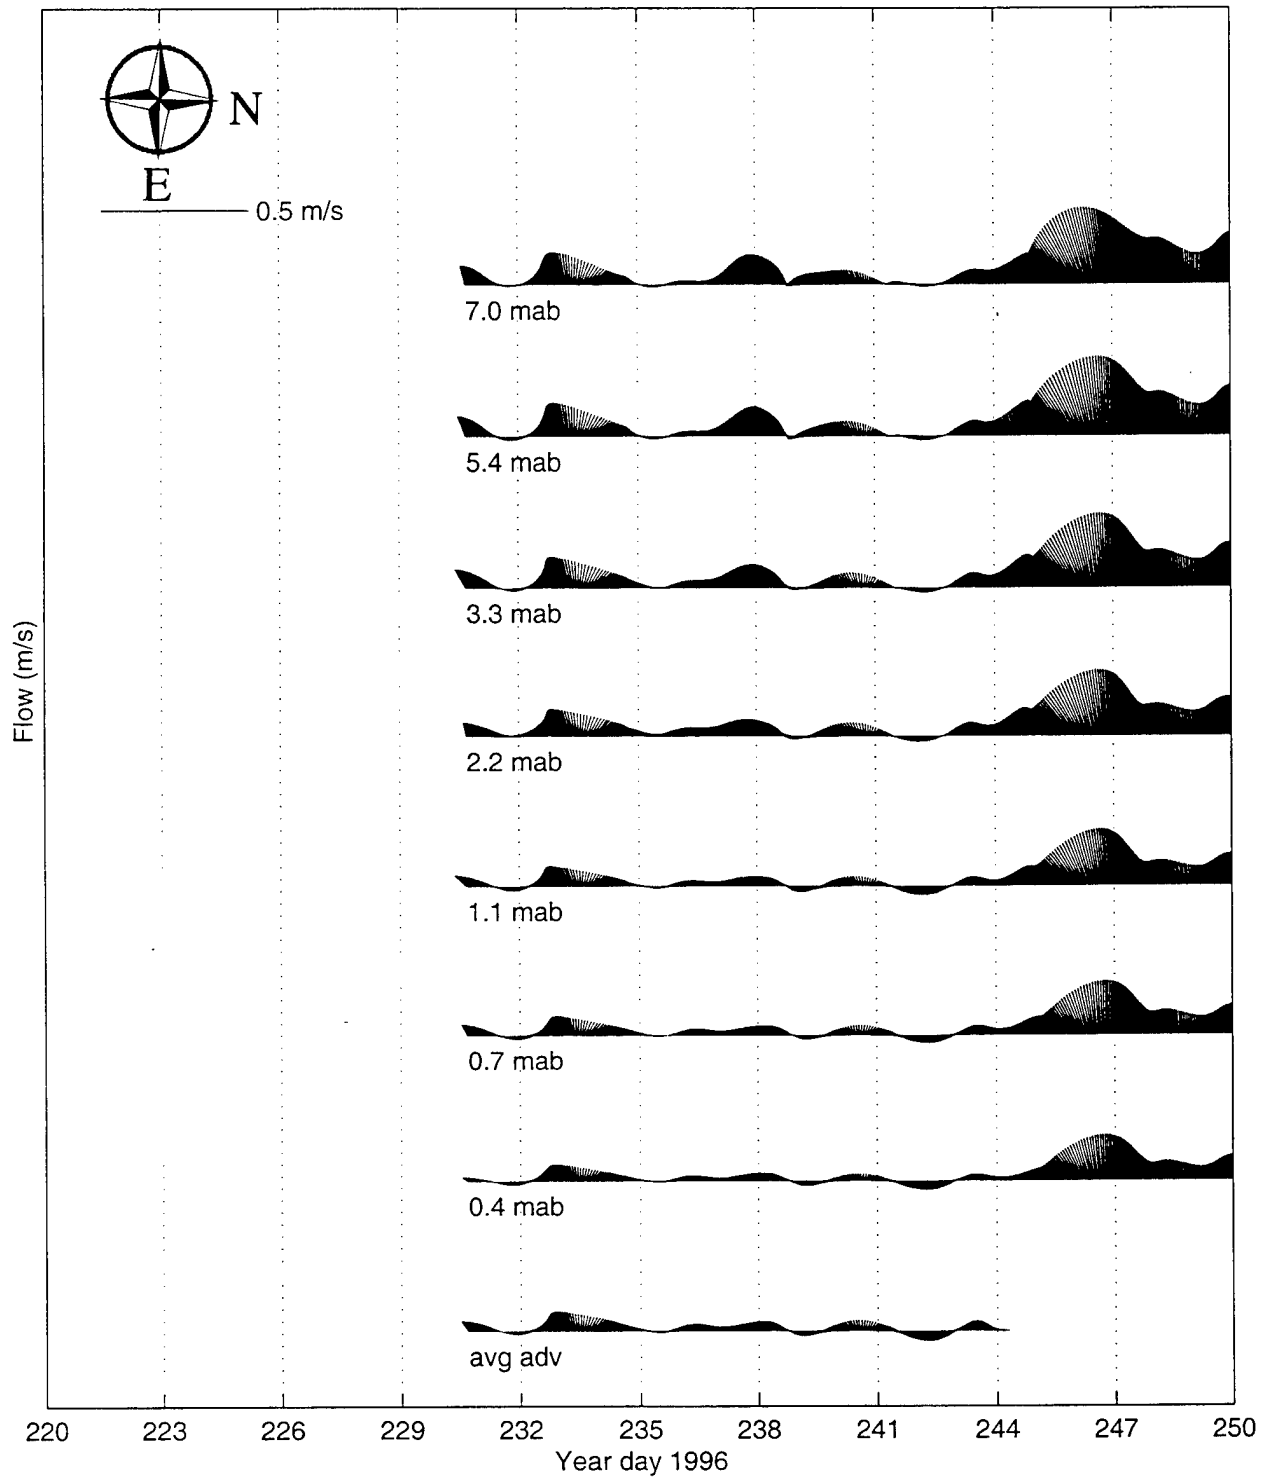 N
E
0.5 m/s
7.0 mab
5.4 mab
3.3 mab
2.2 mab
1.1 mab
0.7 mab
0.4 mab
avg adv
Flow (m/s)
220 223 226 229 232 235 238 241 244 247 250
Year day 1996